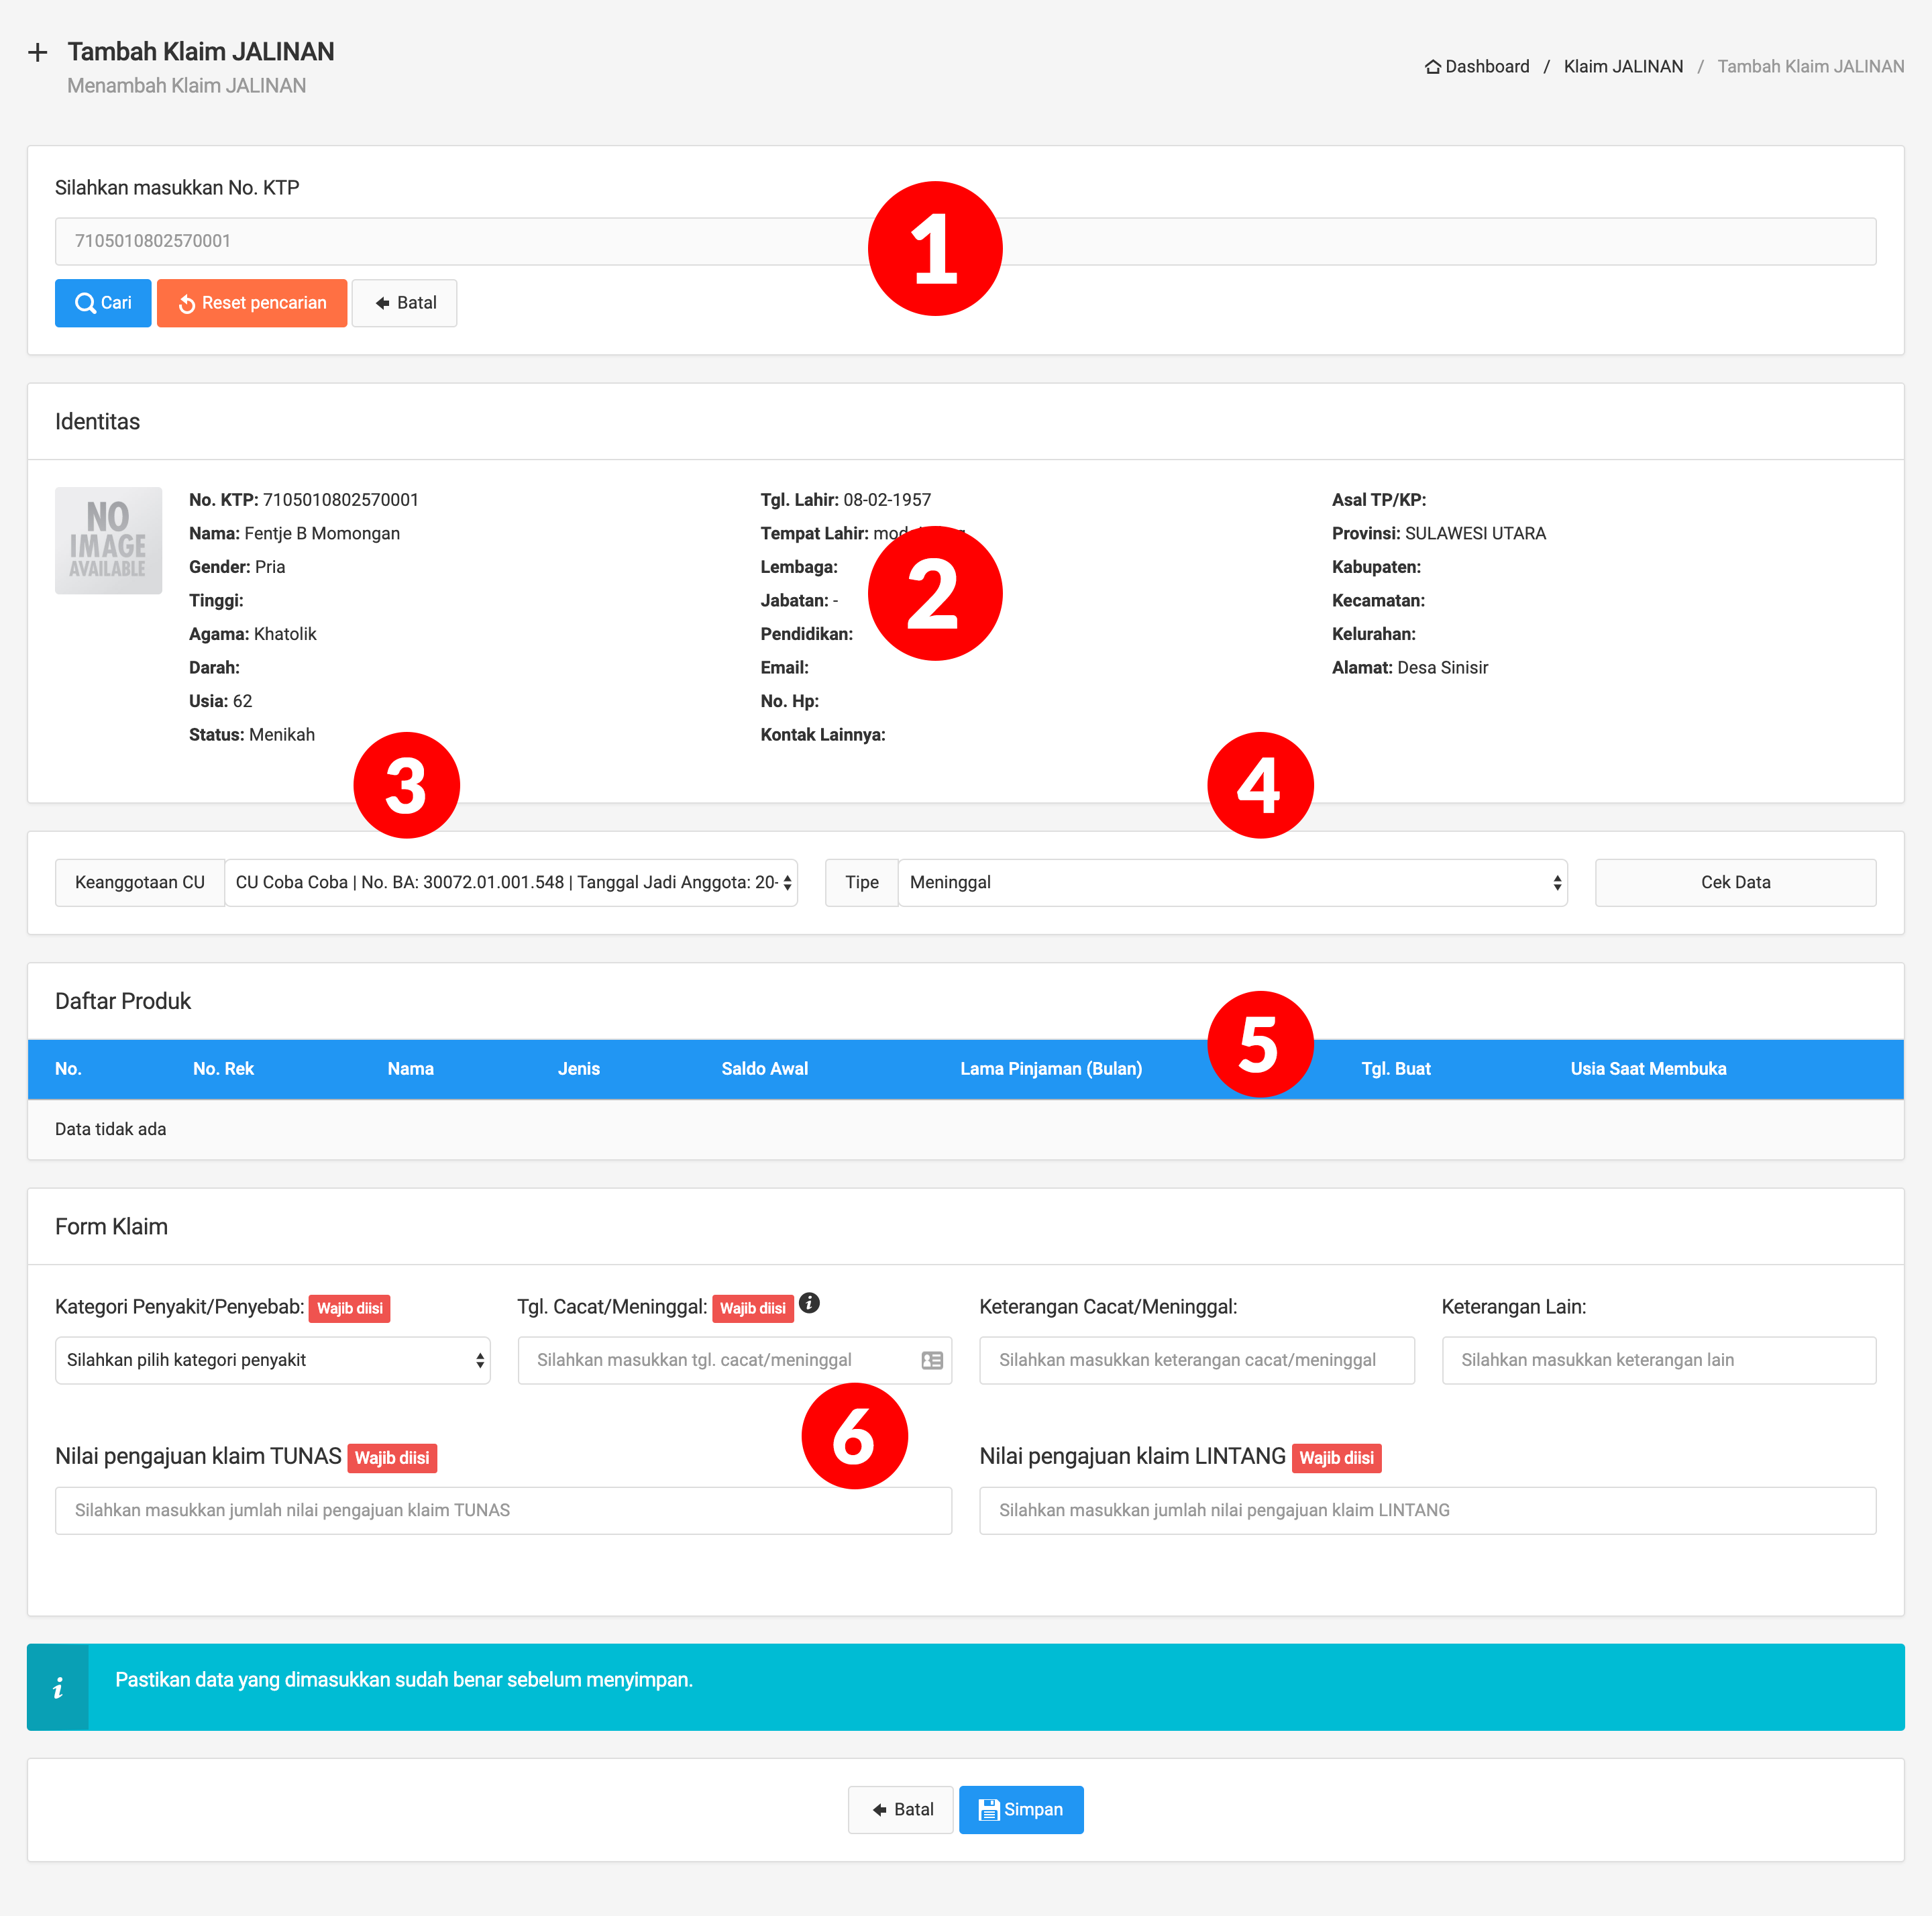 Tambah Klaim JALINAN
Menambah Klaim JALINAN
Dashboard / Klaim JALINAN / Tambah Klaim JALINAN
Silahkan masukkan No. KTP
7105010802570001
1
Cari
Reset pencarian
Batal
Identitas
NO IMAGE AVAILABLE
No. KTP: 7105010802570001
Nama: Fentje B Momongan
Gender: Pria
Tinggi:
Agama: Khatolik
Darah:
Usia: 62
Status: Menikah
Tgl. Lahir: 08-02-1957
Tempat Lahir:
Lembaga:
Jabatan: -
Pendidikan:
Email:
No. Hp:
Kontak Lainnya:
2
Asal TP/KP:
Provinsi: SULAWESI UTARA
Kabupaten:
Kecamatan:
Kelurahan:
Alamat: Desa Sinisir
3
4
Keanggotaan CU
CU Coba Coba | No. BA: 30072.01.001.548 | Tanggal Jadi Anggota: 20-
Tipe
Meninggal
Cek Data
Daftar Produk
5
No. No. Rek Nama Jenis Saldo Awal Lama Pinjaman (Bulan) Tgl. Buat Usia Saat Membuka
Data tidak ada
Form Klaim
Kategori Penyakit/Penyebab: Wajib diisi
Silahkan pilih kategori penyakit
Tgl. Cacat/Meninggal: Wajib diisi
Silahkan masukkan tgl. cacat/meninggal
Keterangan Cacat/Meninggal:
Silahkan masukkan keterangan cacat/meninggal
Keterangan Lain:
Silahkan masukkan keterangan lain
6
Nilai pengajuan klaim TUNAS Wajib diisi
Silahkan masukkan jumlah nilai pengajuan klaim TUNAS
Nilai pengajuan klaim LINTANG Wajib diisi
Silahkan masukkan jumlah nilai pengajuan klaim LINTANG
Pastikan data yang dimasukkan sudah benar sebelum menyimpan.
Batal
Simpan